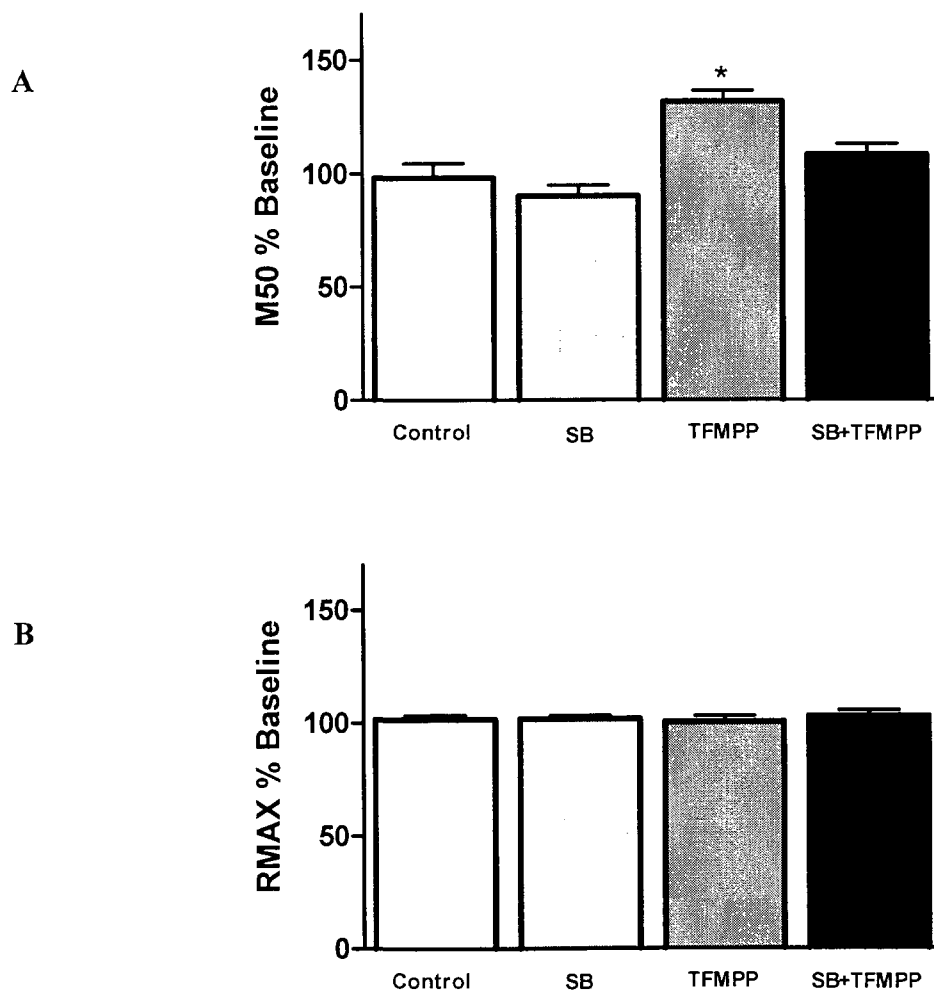 A
M50 % Baseline
150
100
50
0
*
Control SB TFMPP SB+TFMPP
B
RMAX % Baseline
150
100
50
0
Control SB TFMPP SB+TFMPP